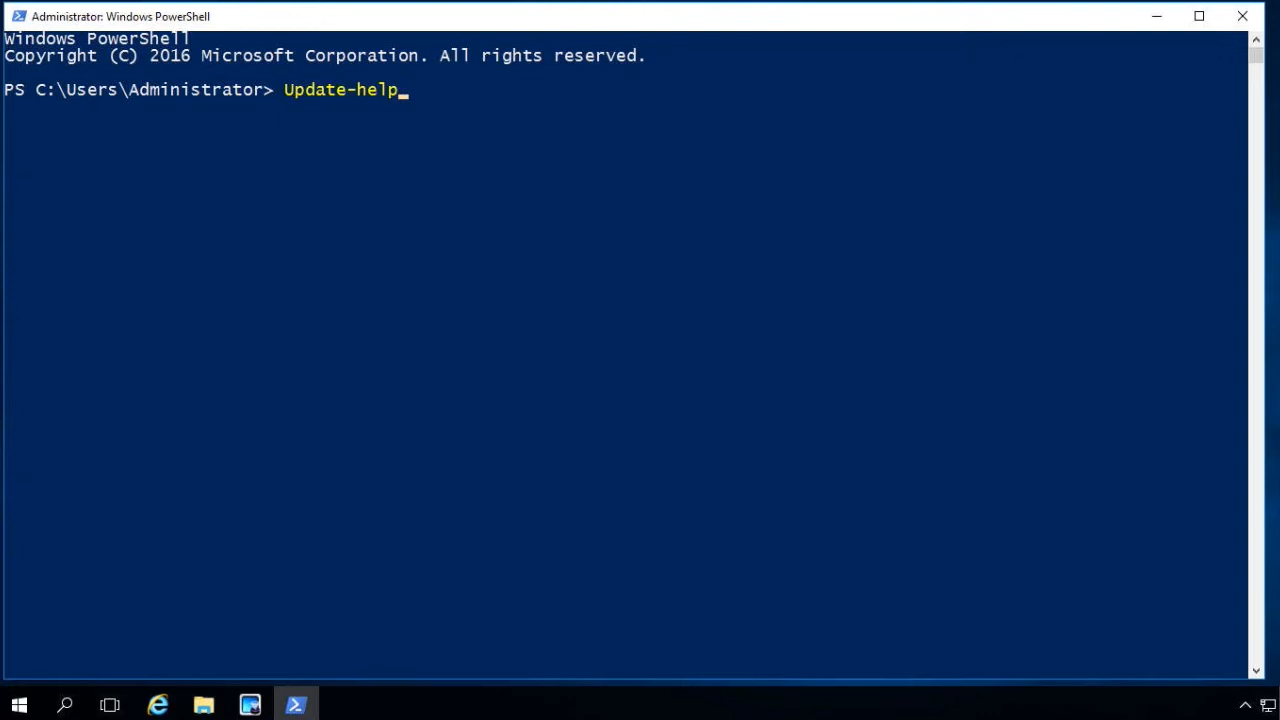 Administrator: Windows PowerShell
Windows PowerShell
Copyright (C) 2016 Microsoft Corporation. All rights reserved.
PS C:\Users\Administrator> Update-help